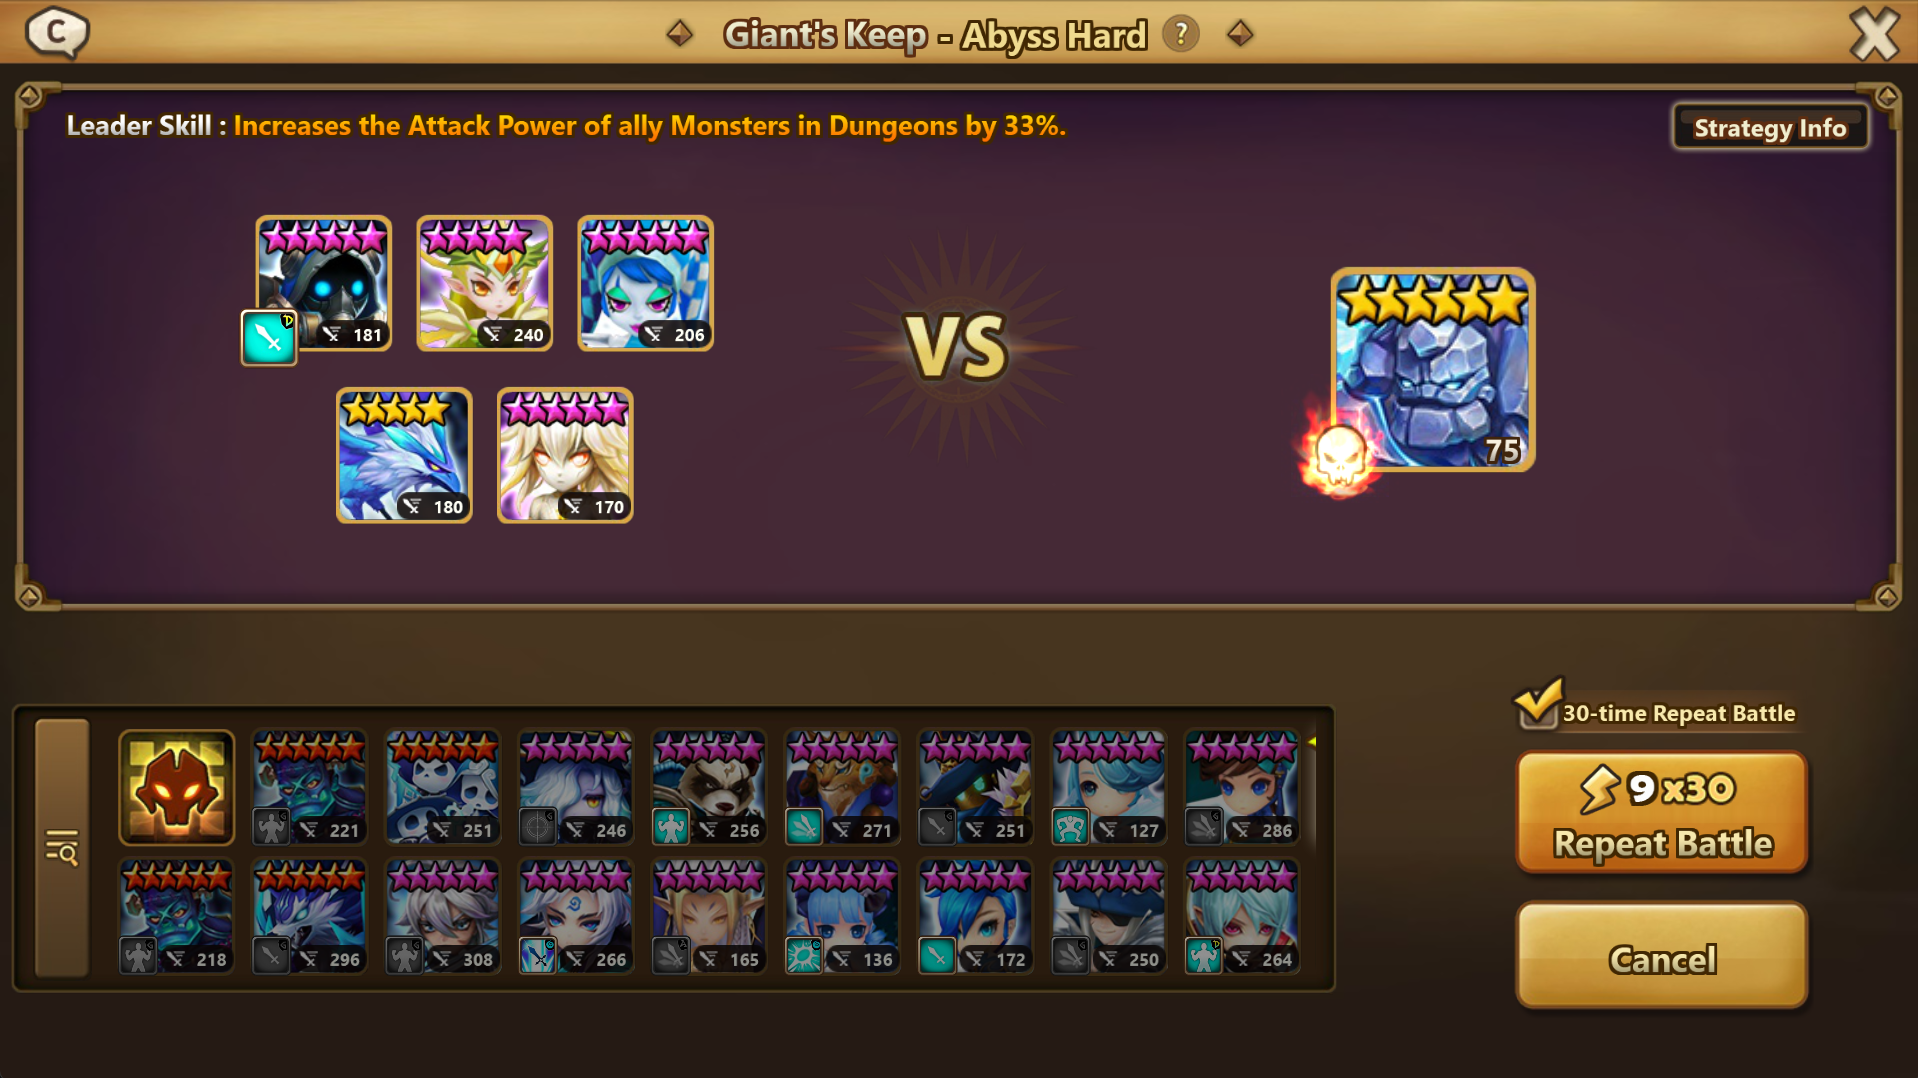 C
Giant's Keep - Abyss Hard ?
Leader Skill : Increases the Attack Power of ally Monsters in Dungeons by 33%.
Strategy Info
D
181
240
206
180
170
VS
75
30-time Repeat Battle
9 x30
Repeat Battle
Cancel
221
251
246
256
271
251
127
286
218
296
308
266
165
136
172
250
264